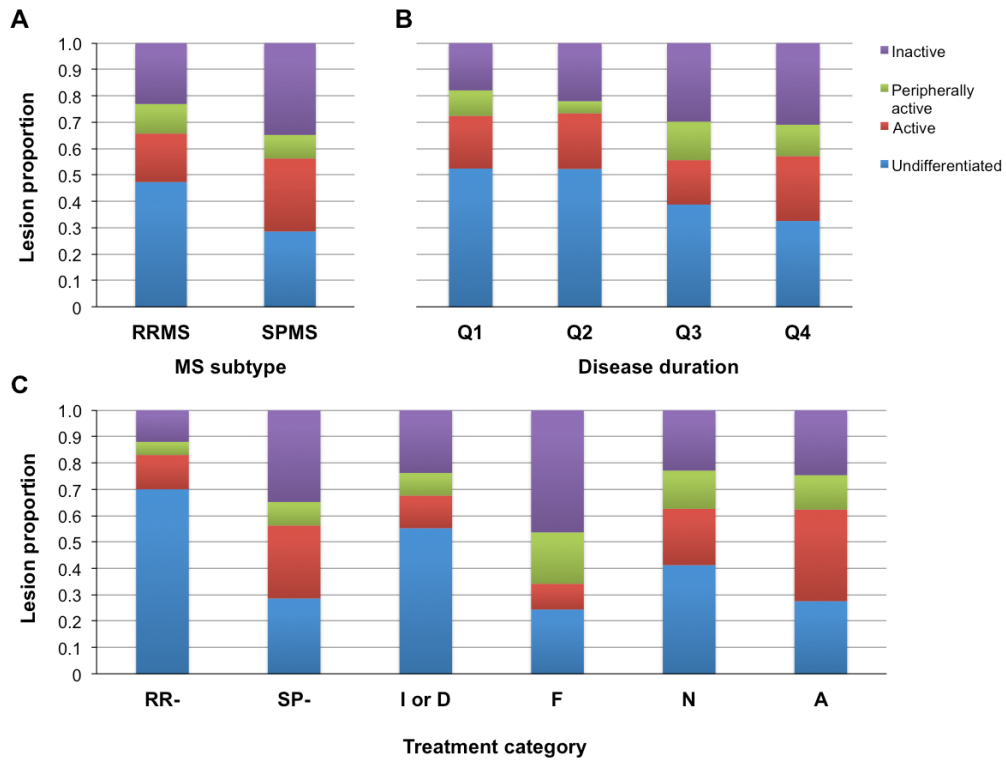 A
B
Lesion proportion
1.0
0.9
0.8
0.7
0.6
0.5
0.4
0.3
0.2
0.1
0
RRMS
SPMS
MS subtype
Q1
Q2
Q3
Q4
Disease duration
Inactive
Peripherally
active
Active
Undifferentiated
C
Lesion proportion
1.0
0.9
0.8
0.7
0.6
0.5
0.4
0.3
0.2
0.1
0
RR-
SP-
I or D
F
N
A
Treatment category